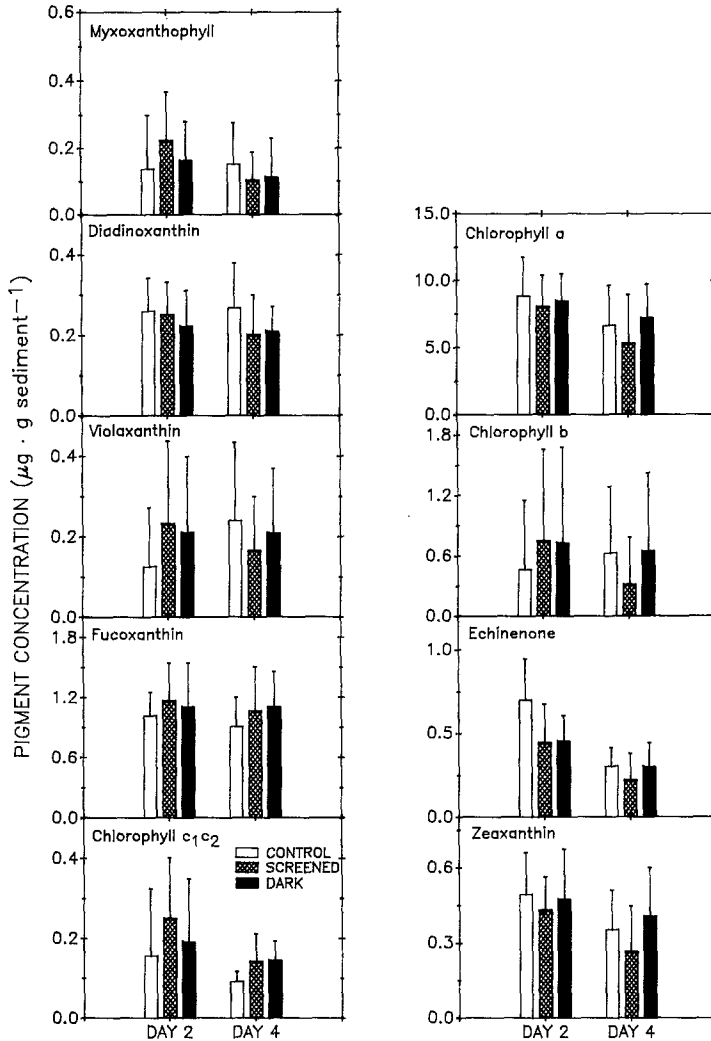 PIGMENT CONCENTRATION (µg · g sediment⁻¹)
0.6
Myxoxanthophyll
0.4
0.2
0.0
Diadinoxanthin
0.4
0.2
0.0
Violaxanthin
0.4
0.2
0.0
Fucoxanthin
1.8
1.2
0.6
0.0
Chlorophyll c₁c₂
0.4
0.2
0.0
CONTROL
SCREENED
DARK
DAY 2 DAY 4
15.0
Chlorophyll a
10.0
5.0
0.0
Chlorophyll b
1.8
1.2
0.6
0.0
Echinenone
1.0
0.5
0.0
Zeaxanthin
0.6
0.3
0.0
DAY 2 DAY 4